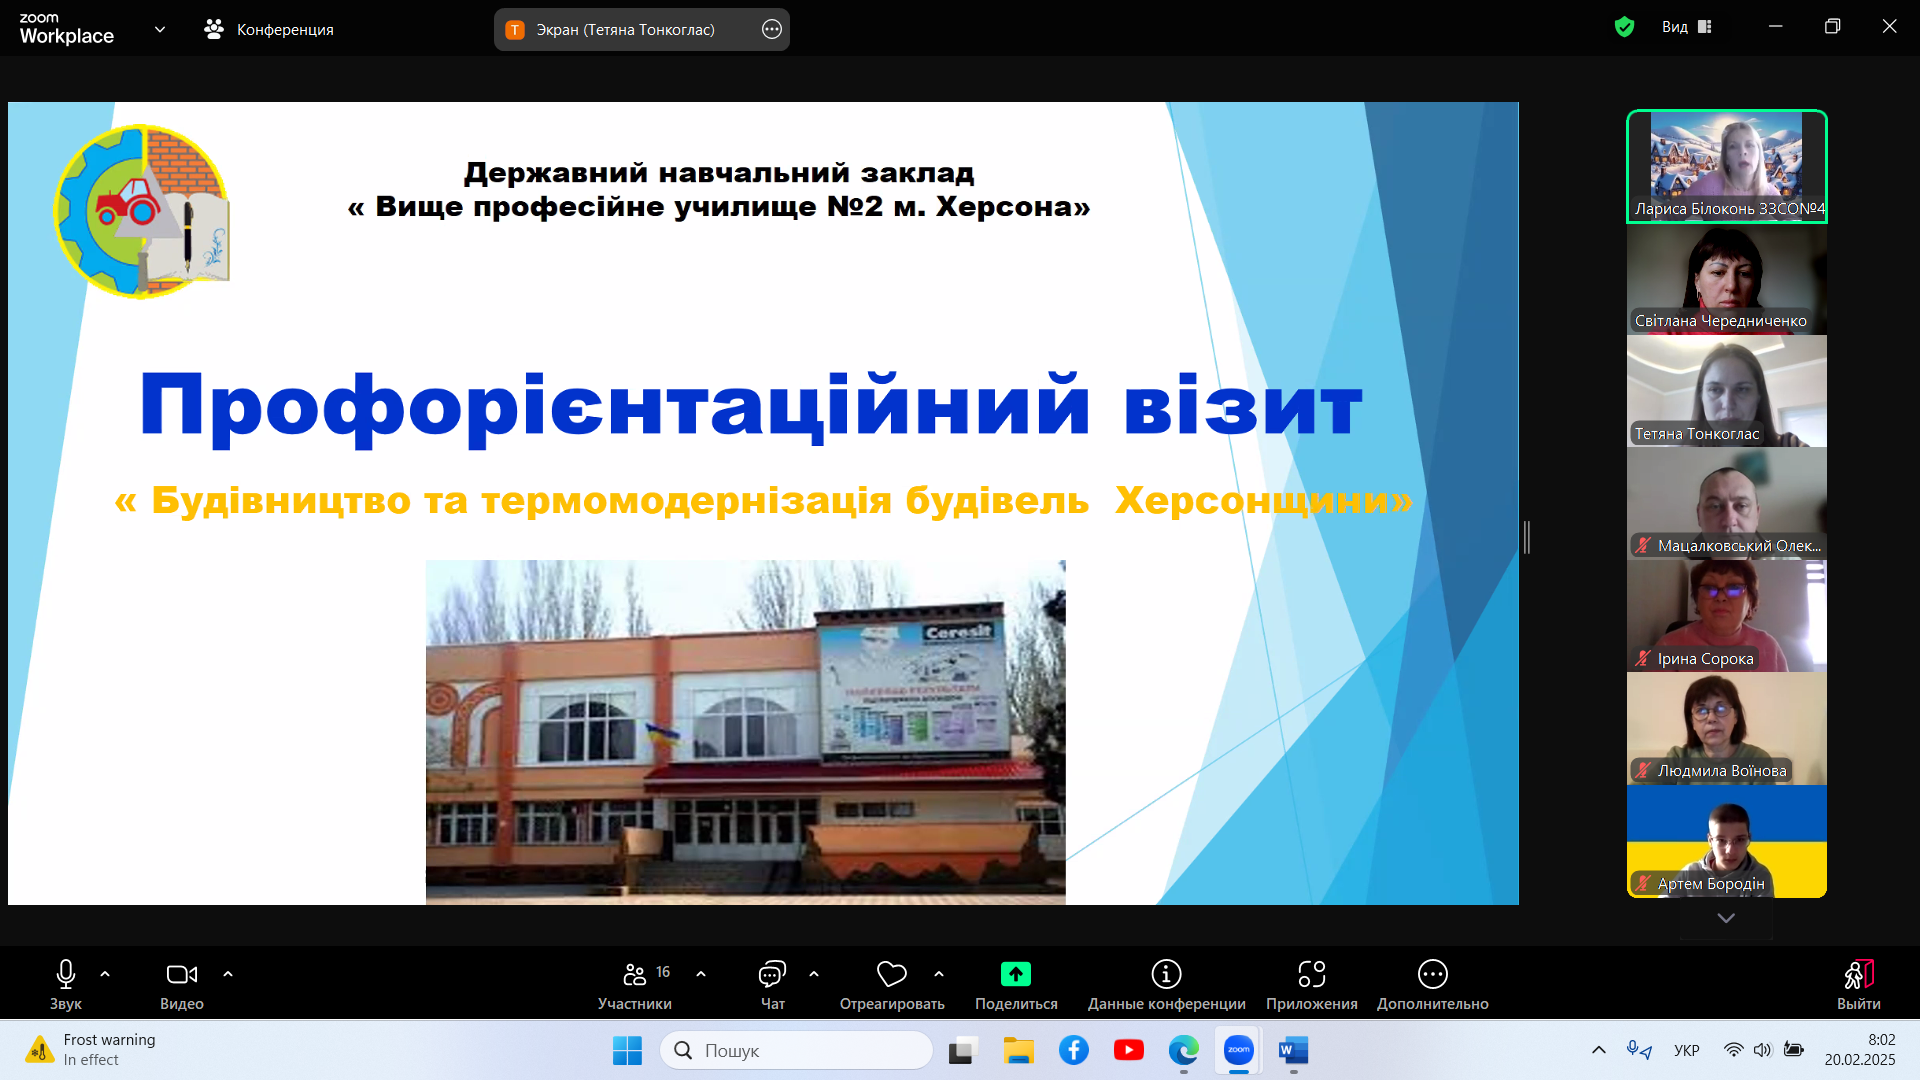 zoom
Workplace
Конференция
T
Экран (Тетяна Тонкоглас)
Вид
Державний навчальний заклад
« Вище професійне училище №2 м. Херсона»
Профорієнтаційний візит
« Будівництво та термомодернізація будівель Херсонщини»
Ceresit
Лариса Білоконь ЗЗСО№4
Світлана Чередниченко
Тетяна Тонкоглас
Мацалковський Олек...
Ірина Сорока
Людмила Воїнова
Артем Бородін
Звук
Видео
16
Участники
Чат
Отреагировать
Поделиться
Данные конференции
Приложения
Дополнительно
Выйти
Frost warning
In effect
Пошук
zoom
W
УКР
8:02
20.02.2025